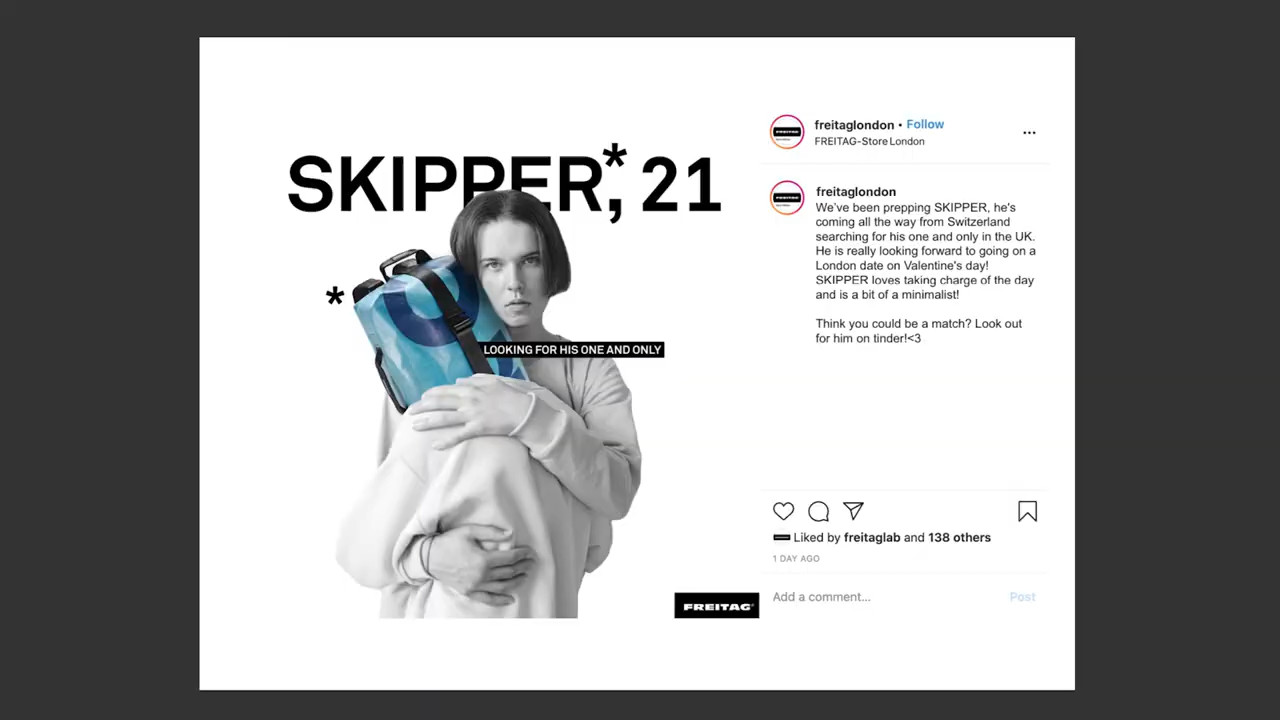 SKIPPER,* 21
*
LOOKING FOR HIS ONE AND ONLY
FREITAG®
freitaglondon • Follow
FREITAG-Store London
freitaglondon
We've been prepping SKIPPER, he's
coming all the way from Switzerland
searching for his one and only in the UK.
He is really looking forward to going on a
London date on Valentine's day!
SKIPPER loves taking charge of the day
and is a bit of a minimalist!
Think you could be a match? Look out
for him on tinder!<3
Liked by freitaglab and 138 others
1 DAY AGO
Add a comment...
Post